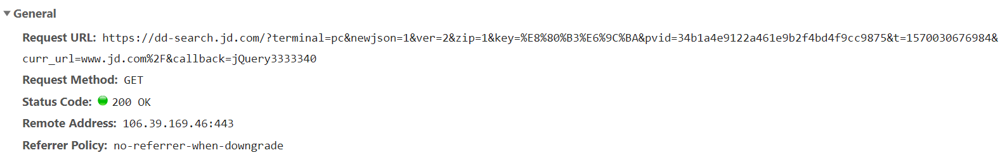 General
Request URL: https://dd-search.jd.com/?terminal=pc&newjson=1&ver=2&zip=1&key=%E8%80%B3%E6%9C%BA&pvid=34b1a4e9122a461e9b2f4bd4f9cc9875&t=1570030676984&
curr_url=www.jd.com%2F&callback=jQuery3333340
Request Method: GET
Status Code: 200 OK
Remote Address: 106.39.169.46:443
Referrer Policy: no-referrer-when-downgrade